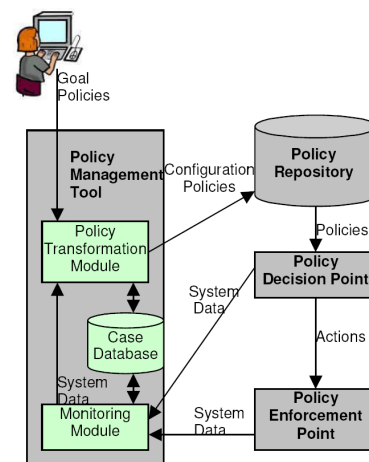 Goal
Policies
Policy
Management
Tool
Configuration
Policies
Policy
Repository
Policy
Transformation
Module
Policies
System
Data
Policy
Decision Point
Case
Database
Actions
System
Data
Monitoring
Module
System
Data
Policy
Enforcement
Point